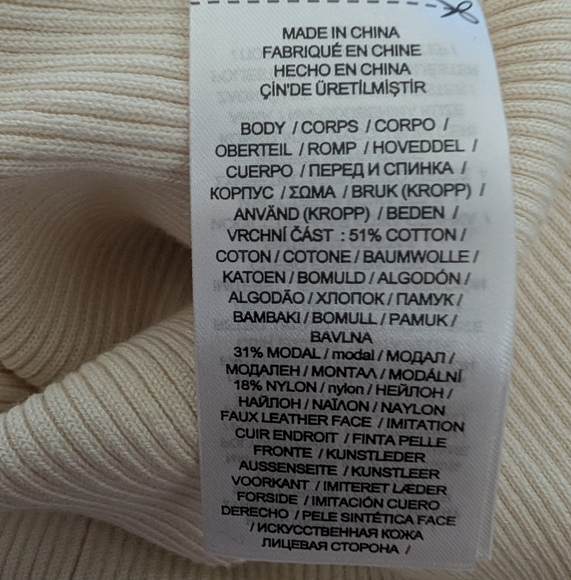 MADE IN CHINA
FABRIQUÉ EN CHINE
HECHO EN CHINA
ÇİN'DE ÜRETİLMİŞTİR
BODY / CORPS / CORPO /
OBERTEIL / ROMP / HOVEDDEL /
CUERPO / ПЕРЕД И СПИНКА /
КОРПУС / ΣΩΜΑ / BRUK (KROPP) /
ANVÄND (KROPP) / BEDEN /
VRCHNÍ ČÁST : 51% COTTON /
COTON / COTONE / BAUMWOLLE /
KATOEN / BOMULD / ALGODÓN /
ALGODÃO / ХЛОПОК / ПАМУК /
BAMBAKI / BOMULL / PAMUK /
BAVLNA
31% MODAL / modal / МОДАЛ /
МОДАЛЕН / ΜΟΝΤΑΛ / MODÁLNÍ
18% NYLON / nylon / НЕЙЛОН /
НАЙЛОН / ΝΑΪΛΟΝ / NAYLON
FAUX LEATHER FACE / IMITATION
CUIR ENDROIT / FINTA PELLE
FRONTE / KUNSTLEDER
AUSSENSEITE / KUNSTLEER
VOORKANT / IMITERET LÆDER
FORSIDE / IMITACIÓN CUERO
DERECHO / PELE SINTÉTICA FACE
/ ИСКУССТВЕННАЯ КОЖА
ЛИЦЕВАЯ СТОРОНА /